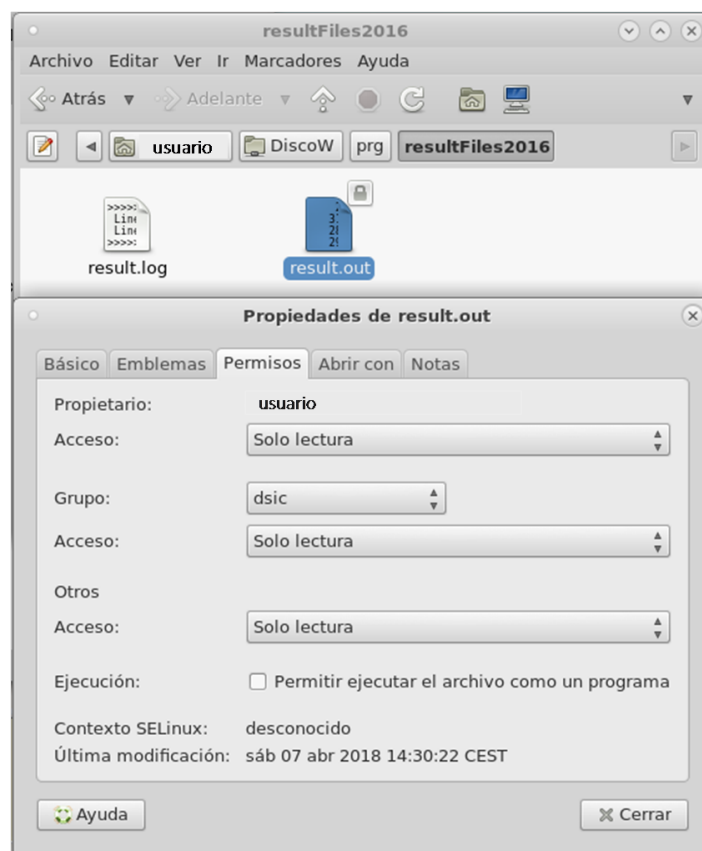 resultFiles2016
Archivo Editar Ver Ir Marcadores Ayuda
Atrás Adelante
usuario DiscoW prg resultFiles2016
>>>>:
Line
Line
>>>>:
result.log result.out
Propiedades de result.out
Básico Emblemas Permisos Abrir con Notas
Propietario: usuario
Acceso: Solo lectura
Grupo: dsic
Acceso: Solo lectura
Otros
Acceso: Solo lectura
Ejecución: Permitir ejecutar el archivo como un programa
Contexto SELinux: desconocido
Última modificación: sáb 07 abr 2018 14:30:22 CEST
Ayuda Cerrar